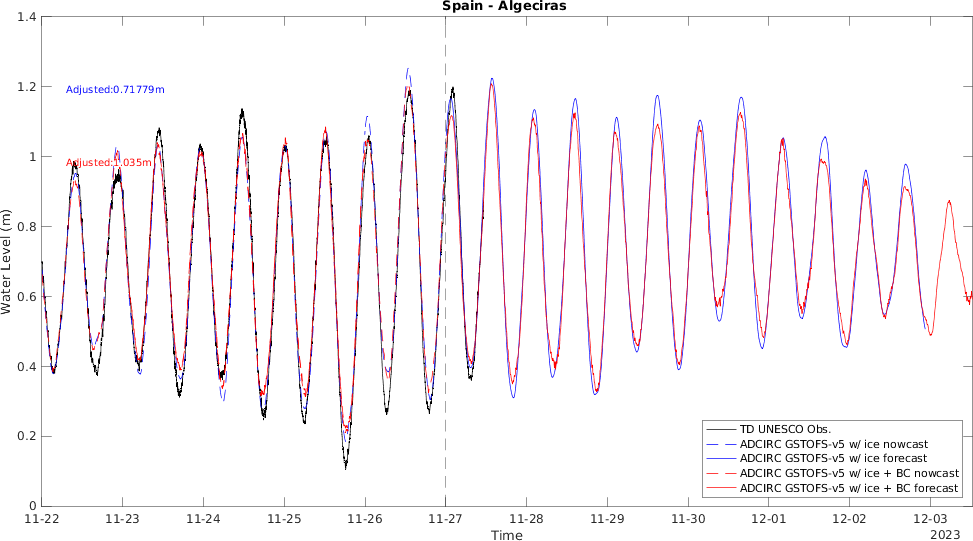 Spain - Algeciras
1.4
1.2
1
0.8
0.6
0.4
0.2
0
Water Level (m)
Adjusted:0.71779m
Adjusted:1.035m
TD UNESCO Obs.
ADCIRC GSTOFS-v5 w/ ice nowcast
ADCIRC GSTOFS-v5 w/ ice forecast
ADCIRC GSTOFS-v5 w/ ice + BC nowcast
ADCIRC GSTOFS-v5 w/ ice + BC forecast
11-22 11-23 11-24 11-25 11-26 11-27 11-28 11-29 11-30 12-01 12-02 12-03
Time
2023